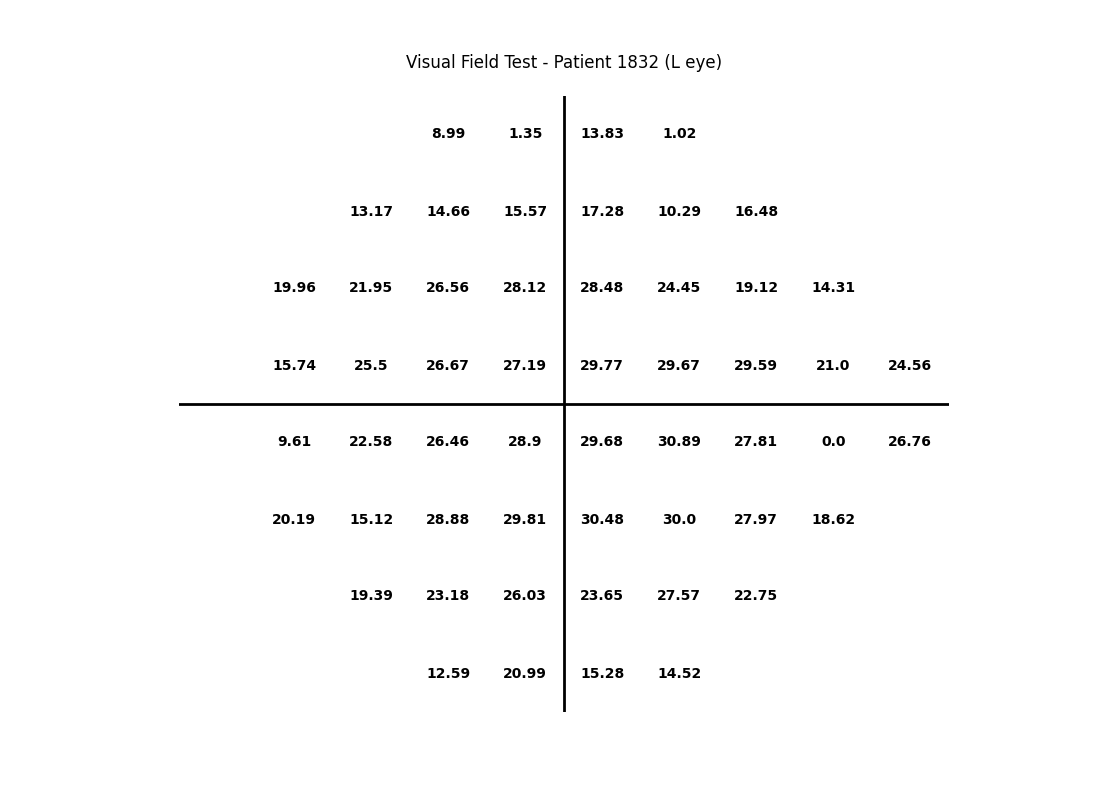 Visual Field Test - Patient 1832 (L eye)
8.99 1.35 13.83 1.02
13.17 14.66 15.57 17.28 10.29 16.48
19.96 21.95 26.56 28.12 28.48 24.45 19.12 14.31
15.74 25.5 26.67 27.19 29.77 29.67 29.59 21.0 24.56
9.61 22.58 26.46 28.9 29.68 30.89 27.81 0.0 26.76
20.19 15.12 28.88 29.81 30.48 30.0 27.97 18.62
19.39 23.18 26.03 23.65 27.57 22.75
12.59 20.99 15.28 14.52